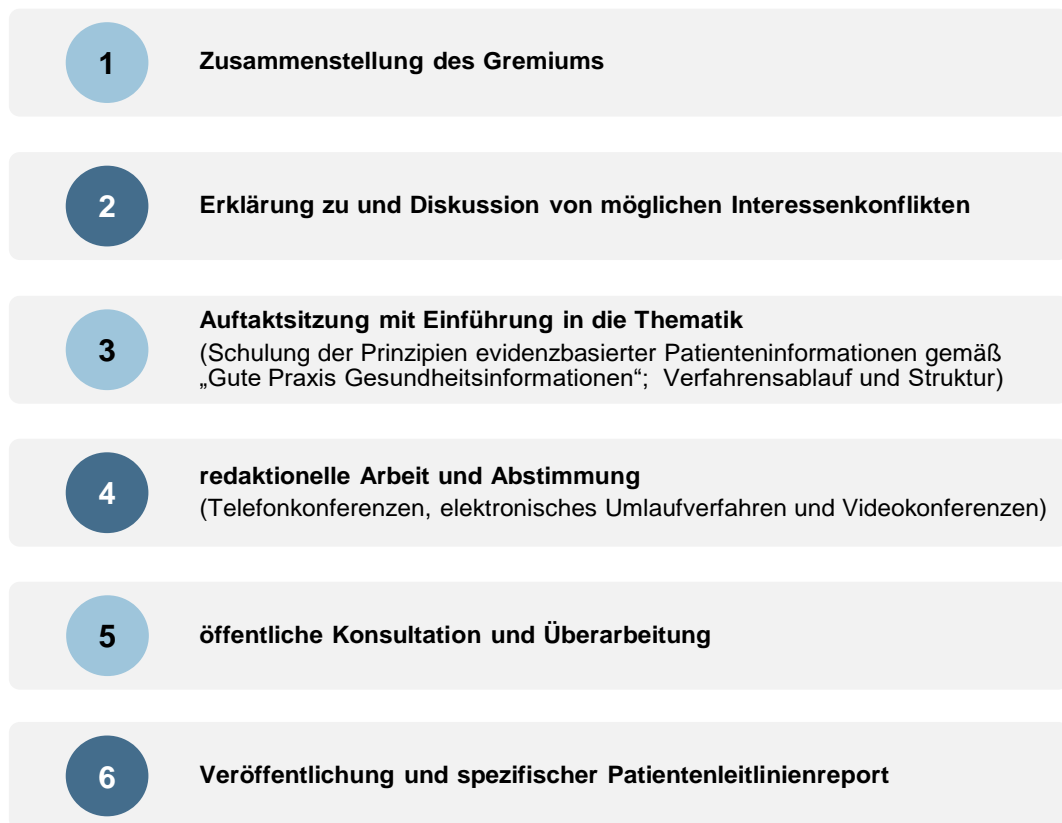 1
Zusammenstellung des Gremiums
2
Erklärung zu und Diskussion von möglichen Interessenkonflikten
3
Auftaktsitzung mit Einführung in die Thematik
(Schulung der Prinzipien evidenzbasierter Patienteninformationen gemäß
„Gute Praxis Gesundheitsinformationen“; Verfahrensablauf und Struktur)
4
redaktionelle Arbeit und Abstimmung
(Telefonkonferenzen, elektronisches Umlaufverfahren und Videokonferenzen)
5
öffentliche Konsultation und Überarbeitung
6
Veröffentlichung und spezifischer Patientenleitlinienreport